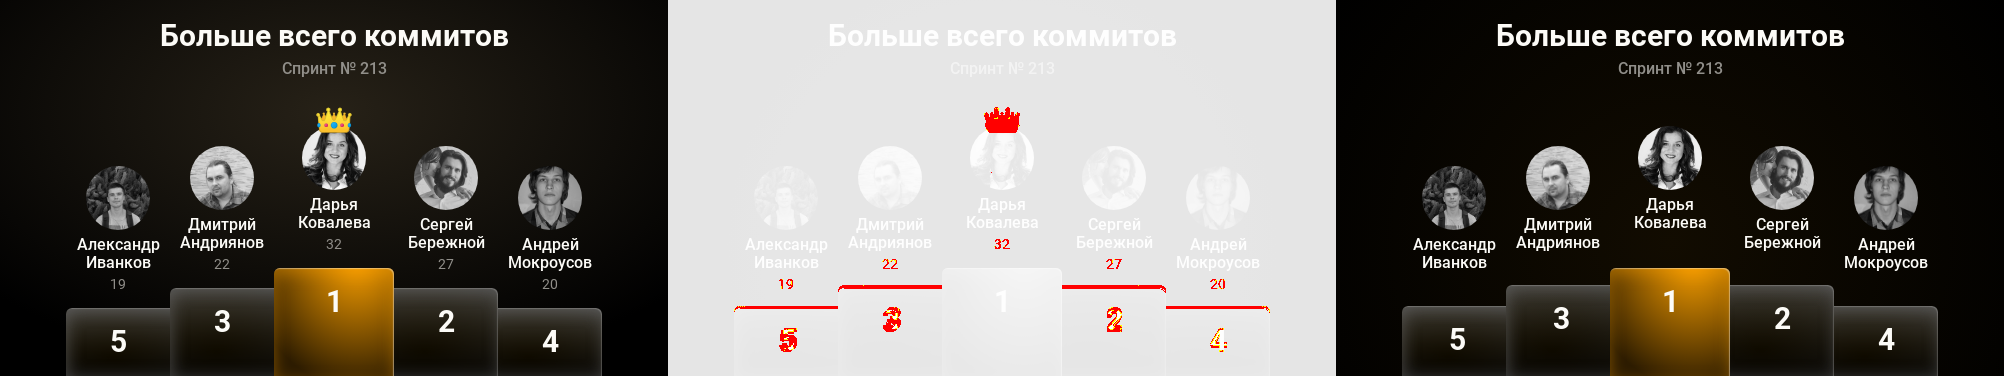 Больше всего коммитов
Спринт № 213
Дарья
Ковалева
32
Дмитрий
Андриянов
22
Сергей
Бережной
27
Александр
Иванков
19
Андрей
Мокроусов
20
1
3
2
5
4
Больше всего коммитов
Спринт № 213
Дарья
Ковалева
32
Дмитрий
Андриянов
22
Сергей
Бережной
27
Александр
Иванков
19
Андрей
Мокроусов
20
1
3
2
5
4
Больше всего коммитов
Спринт № 213
Дарья
Ковалева
Дмитрий
Андриянов
Сергей
Бережной
Александр
Иванков
Андрей
Мокроусов
1
3
2
5
4